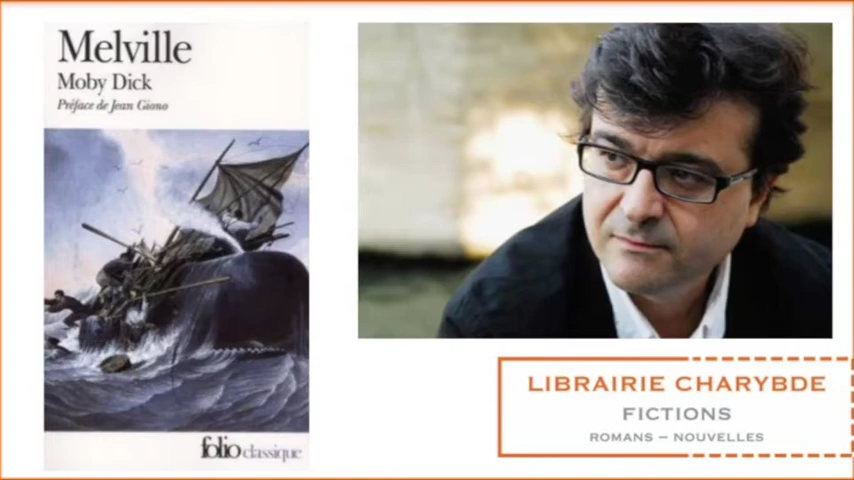 Melville
Moby Dick
Préface de Jean Giono
folio classique
LIBRAIRIE CHARYBDE
FICTIONS
ROMANS – NOUVELLES